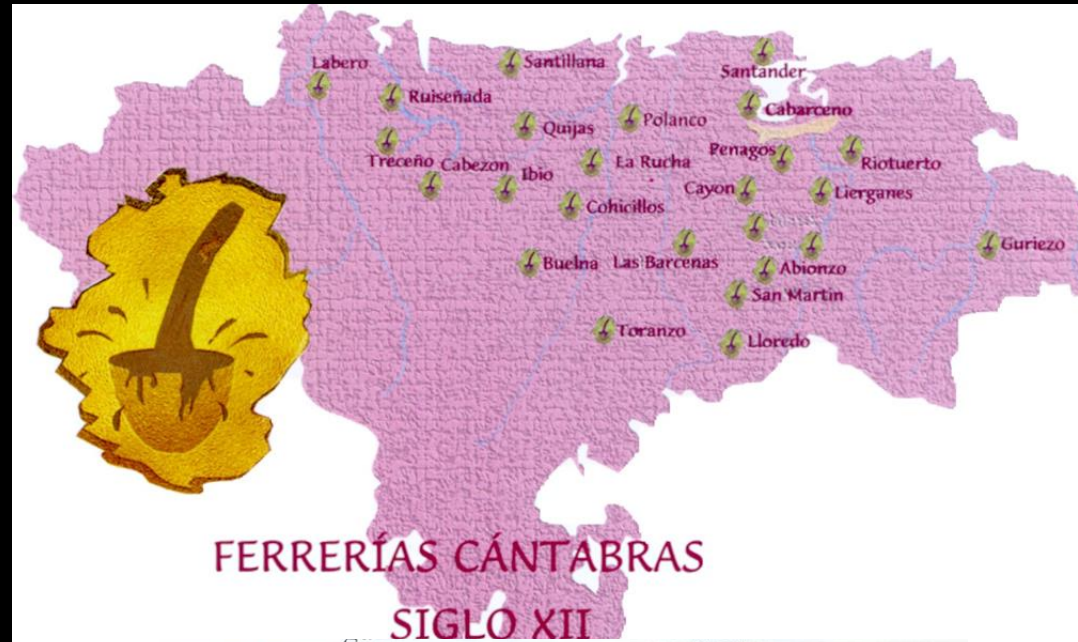 Labero
Santillana
Santander
Ruiseñada
Cabarceno
Quijas
Polanco
Treceño
Cabezon
Ibio
La Rucha
Penagos
Riotuerto
Cayon
Lierganes
Cohicillos
Guriezo
Buelna
Las Barcenas
Abionzo
San Martin
Toranzo
Lloredo
FERRERÍAS CÁNTABRAS
SIGLO XII